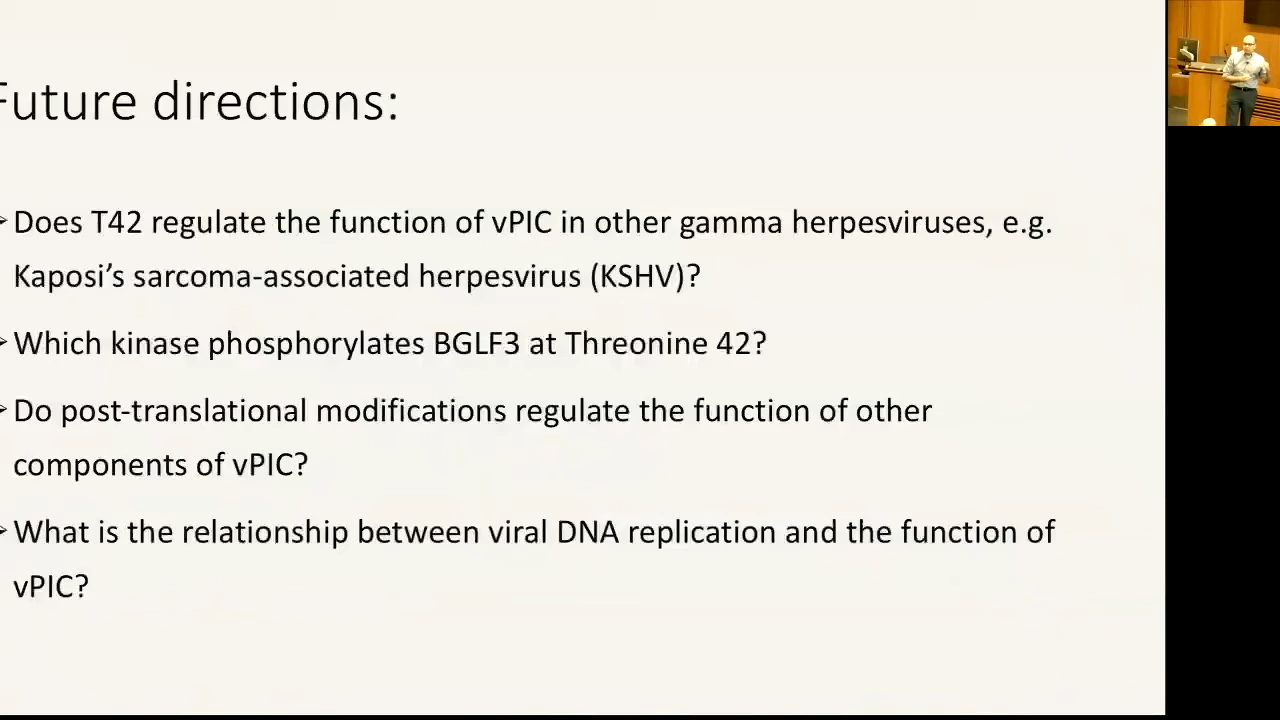 Future directions:
Does T42 regulate the function of vPIC in other gamma herpesviruses, e.g.
Kaposi’s sarcoma-associated herpesvirus (KSHV)?
Which kinase phosphorylates BGLF3 at Threonine 42?
Do post-translational modifications regulate the function of other
components of vPIC?
What is the relationship between viral DNA replication and the function of
vPIC?